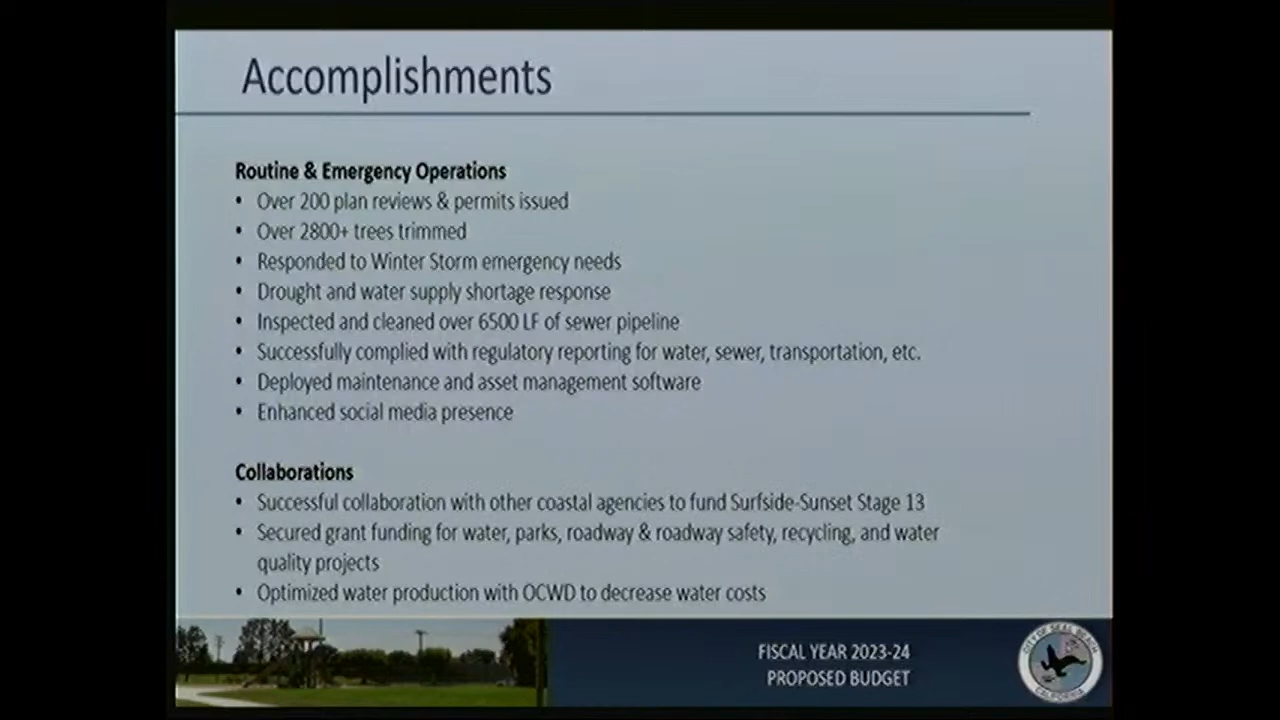 Accomplishments
Routine & Emergency Operations
• Over 200 plan reviews & permits issued
• Over 2800+ trees trimmed
• Responded to Winter Storm emergency needs
• Drought and water supply shortage response
• Inspected and cleaned over 6500 LF of sewer pipeline
• Successfully complied with regulatory reporting for water, sewer, transportation, etc.
• Deployed maintenance and asset management software
• Enhanced social media presence
Collaborations
• Successful collaboration with other coastal agencies to fund Surfside-Sunset Stage 13
• Secured grant funding for water, parks, roadway & roadway safety, recycling, and water
quality projects
• Optimized water production with OCWD to decrease water costs
FISCAL YEAR 2023-24
PROPOSED BUDGET
CITY OF SEAL BEACH
CALIFORNIA